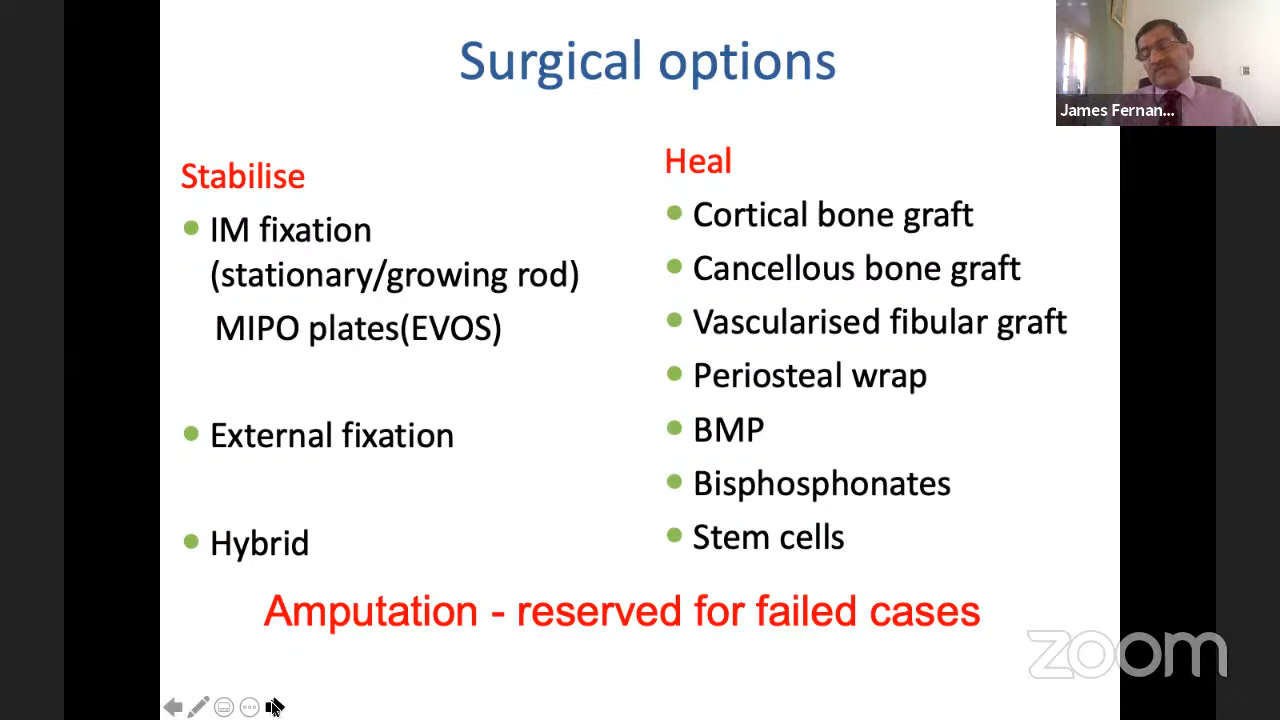 Surgical options
James Fernan...
Stabilise
IM fixation
(stationary/growing rod)
MIPO plates(EVOS)
External fixation
Hybrid
Heal
Cortical bone graft
Cancellous bone graft
Vascularised fibular graft
Periosteal wrap
BMP
Bisphosphonates
Stem cells
Amputation - reserved for failed cases
zoom